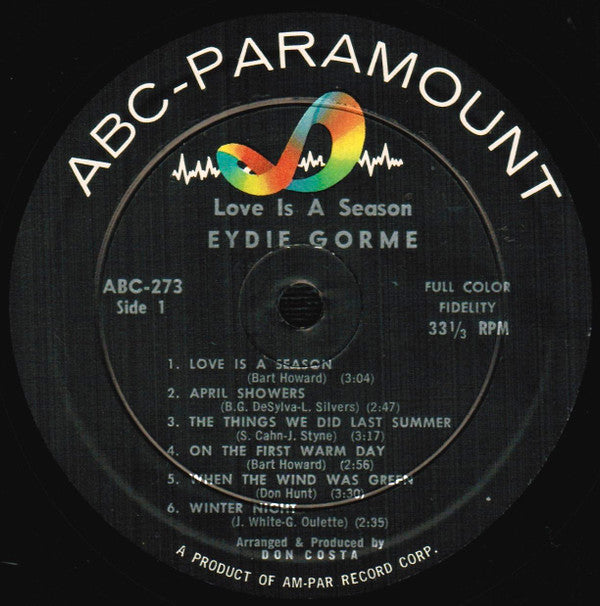 ABC-PARAMOUNT
Love Is A Season
EYDIE GORME
ABC-273
Side 1
FULL COLOR
FIDELITY
33 1/3 RPM
1. LOVE IS A SEASON
(Bart Howard) (3:04)
2. APRIL SHOWERS
(B.G. DeSylva-L. Silvers) (2:47)
3. THE THINGS WE DID LAST SUMMER
(S. Cahn-J. Styne) (3:17)
4. ON THE FIRST WARM DAY
(Bart Howard) (2:56)
5. WHEN THE WIND WAS GREEN
(Don Hunt) (3:30)
6. WINTER NIGHT
(J. White-G. Oulette) (2:35)
Arranged & Produced by
DON COSTA
A PRODUCT OF AM-PAR RECORD CORP.